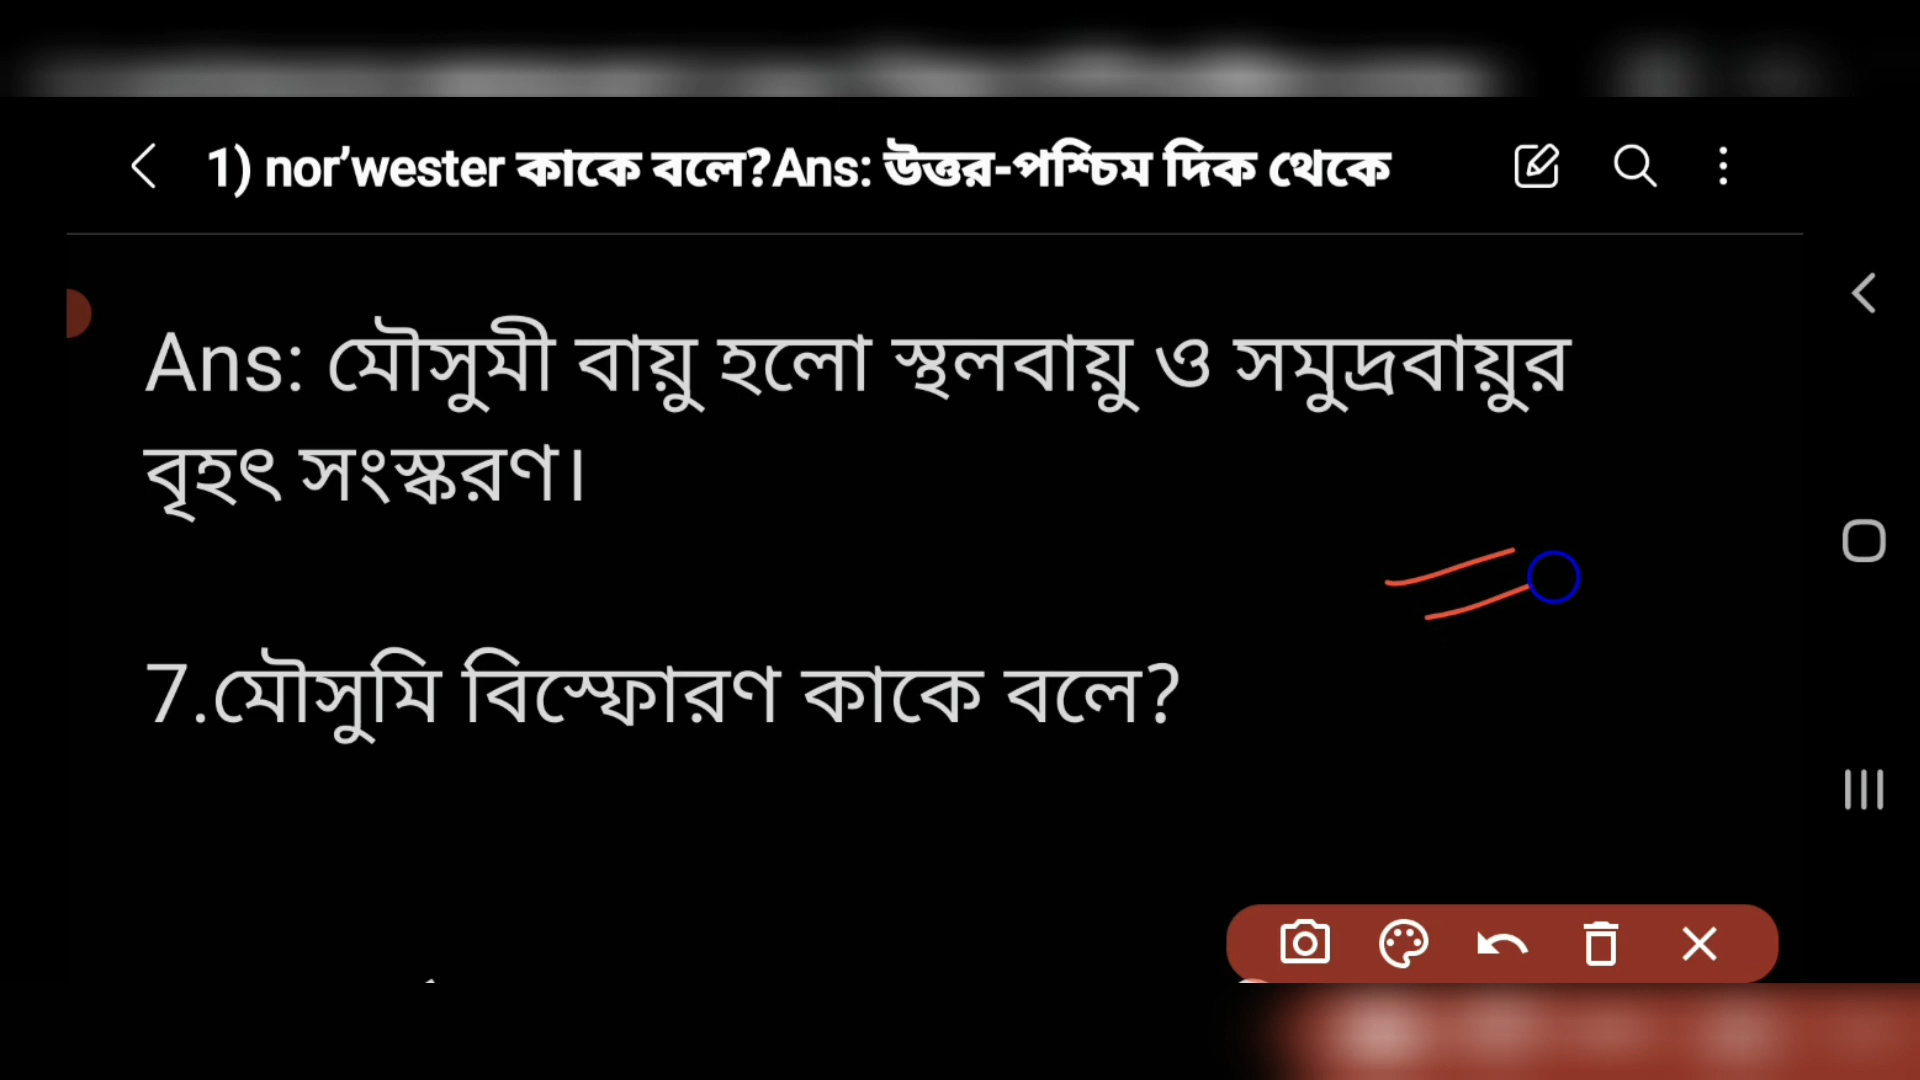 1) nor'wester কাকে বলে?Ans: উত্তর-পশ্চিম দিক থেকে
Ans: মৌসুমী বায়ু হলো স্থলবায়ু ও সমুদ্রবায়ুর
বৃহৎ সংস্করণ।
7.মৌসুমি বিস্ফোরণ কাকে বলে?